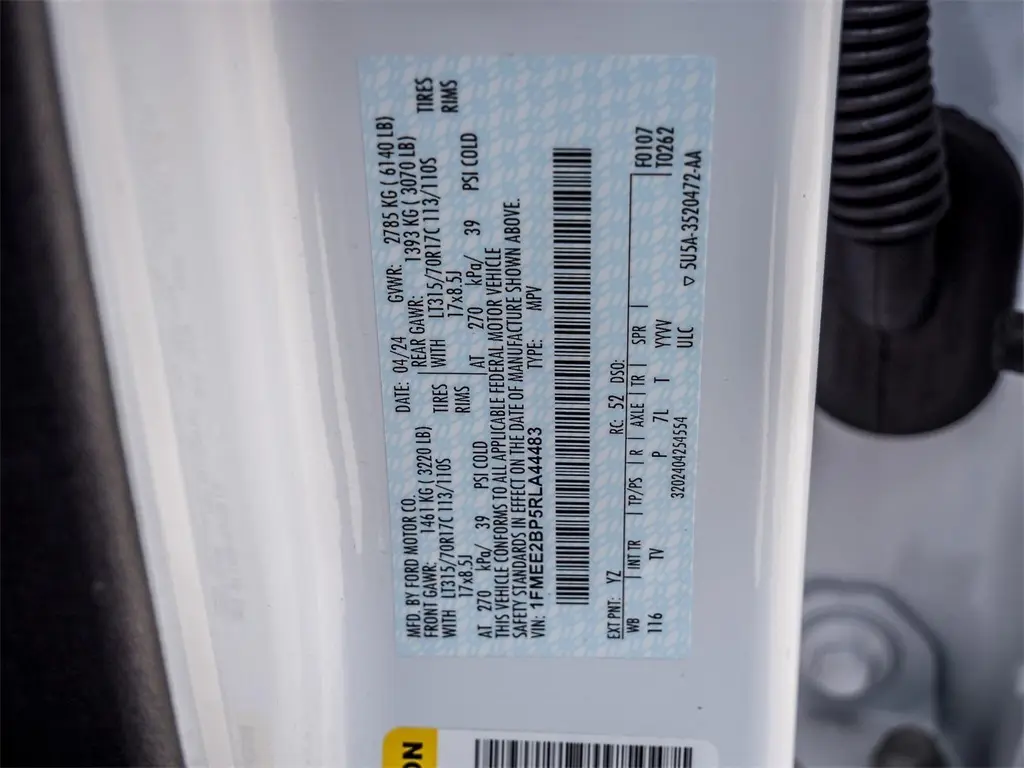 MFD. BY FORD MOTOR CO. DATE: 04/24 GVWR: 2785 KG ( 6140 LB)
FRONT GAWR: 1461 KG ( 3220 LB) REAR GAWR: 1393 KG ( 3070 LB)
WITH LT315/70R17C 113/110S TIRES WITH LT315/70R17C 113/110S TIRES
17x8.5J RIMS 17x8.5J RIMS
AT 270 kPa/ 39 PSI COLD AT 270 kPa/ 39 PSI COLD
THIS VEHICLE CONFORMS TO ALL APPLICABLE FEDERAL MOTOR VEHICLE
SAFETY STANDARDS IN EFFECT ON THE DATE OF MANUFACTURE SHOWN ABOVE.
VIN: 1FMEE2BP5RLA44483 TYPE: MPV
EXT PNT: YZ RC: 52 DSO: F0107
WB INT TR TP/PS R AXLE TR SPR T0262
116 TV P 7L T YYVV
ULC
3202404254554 5U5A-3520472-AA
ON